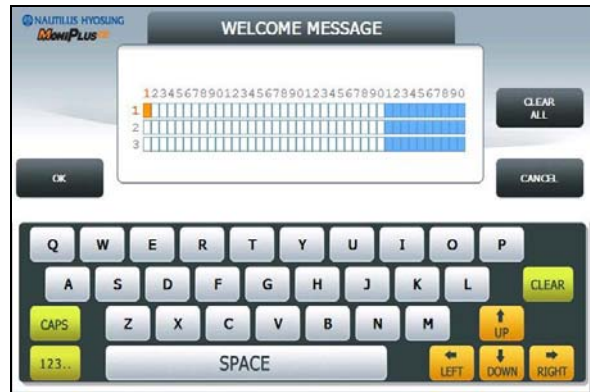 NAUTILUS HYOSUNG
MoniPlus
WELCOME MESSAGE
1234567890123456789012345678901234567890
1
2
3
CLEAR
ALL
OK
CANCEL
Q W E R T Y U I O P
A S D F G H J K L CLEAR
CAPS Z X C V B N M UP
123.. SPACE LEFT DOWN RIGHT